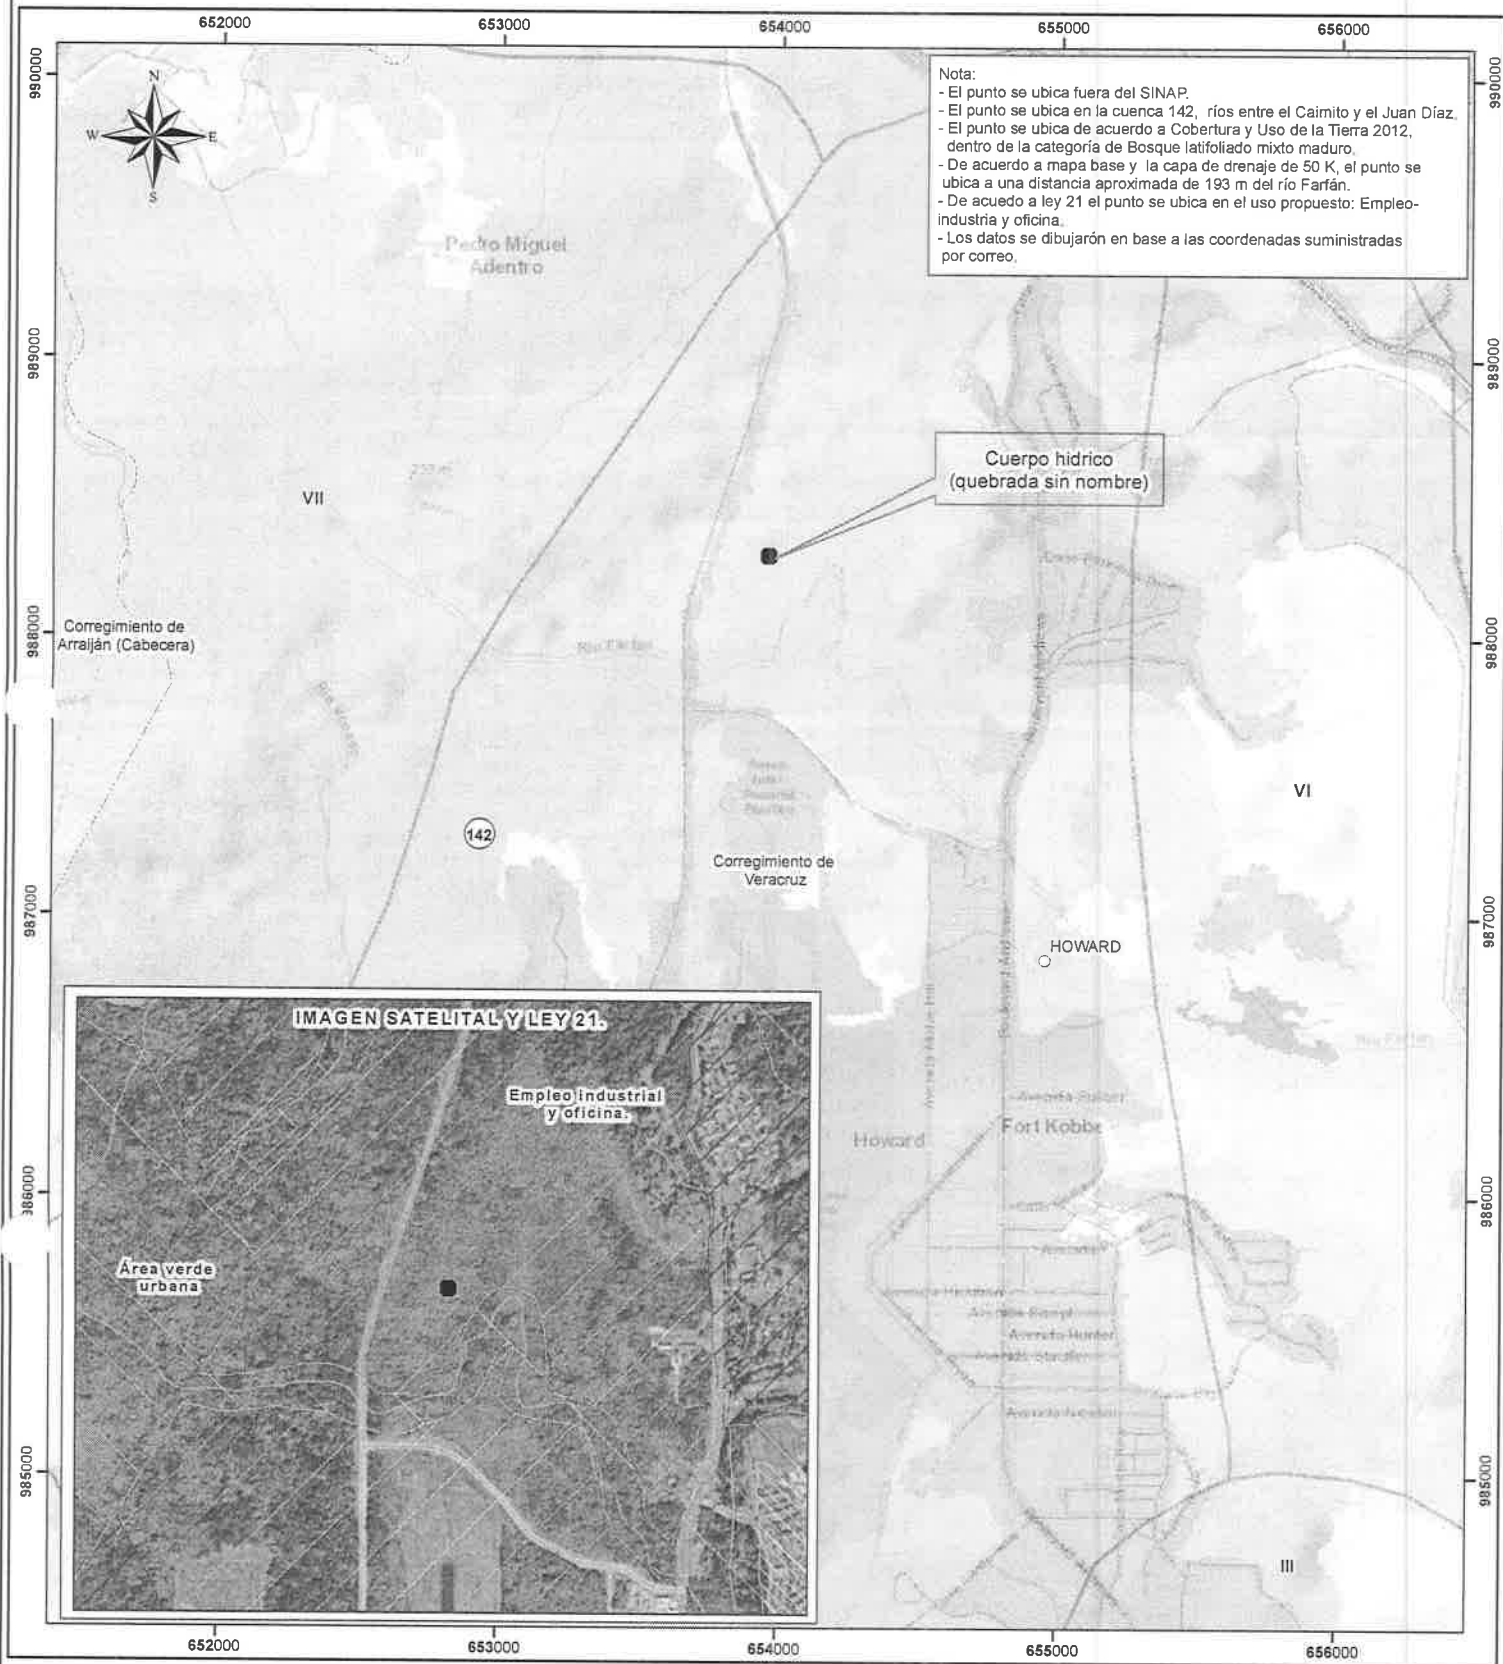 652000
653000
654000
655000
656000
990000
990000
N
W
E
S
Nota:
- El punto se ubica fuera del SINAP.
- El punto se ubica en la cuenca 142, ríos entre el Caimito y el Juan Díaz.
- El punto se ubica de acuerdo a Cobertura y Uso de la Tierra 2012,
dentro de la categoría de Bosque latifoliado mixto maduro.
- De acuerdo a mapa base y la capa de drenaje de 50 K, el punto se
ubica a una distancia aproximada de 193 m del río Farfán.
- De acuedo a ley 21 el punto se ubica en el uso propuesto: Empleo-
industria y oficina.
- Los datos se dibujarón en base a las coordenadas suministradas
por correo.
Pedro Miguel
Adentro
989000
989000
Cuerpo hidrico
(quebrada sin nombre)
VII
988000
988000
Corregimiento de
Arraiján (Cabecera)
Río Farfán
VI
142
Corregimiento de
Veracruz
987000
987000
HOWARD
Río Farfán
IMAGEN SATELITAL Y LEY 21.
Empleo industrial
y oficina.
Howard
Fort Kobbe
986000
986000
Área verde
urbana
Avenida Hunter
985000
985000
III
652000
653000
654000
655000
656000